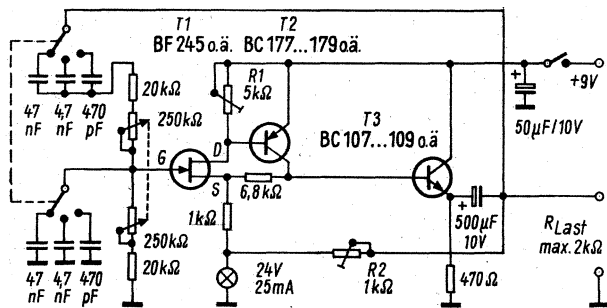 T1 T2
BF 245 o.ä. BC 177...179 o.ä.
R1
5kΩ
20kΩ
250kΩ
47 nF
4,7 nF
470 pF
T3
BC 107...109 o.ä
+
50µF/10V
+9V
G
D
S
6,8kΩ
1kΩ
+
500µF
10V
RLast
max. 2kΩ
250kΩ
20kΩ
47 nF
4,7 nF
470 pF
24V
25mA
R2
1kΩ
470Ω